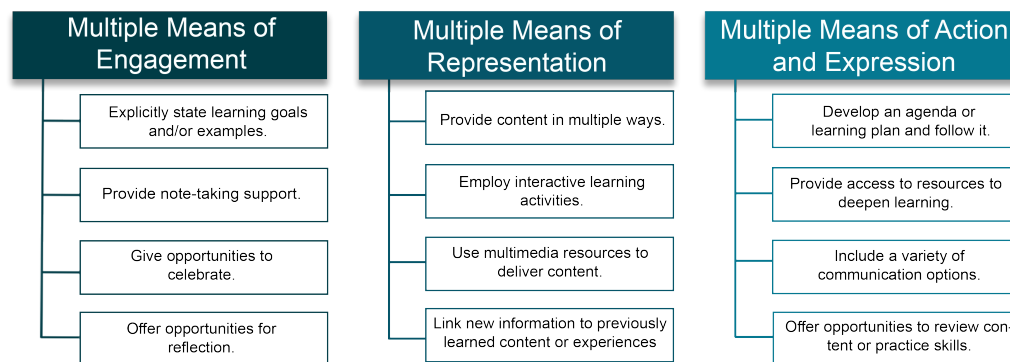 Multiple Means of
Engagement
Explicitly state learning goals
and/or examples.
Provide note-taking support.
Give opportunities to
celebrate.
Offer opportunities for
reflection.
Multiple Means of
Representation
Provide content in multiple ways.
Employ interactive learning
activities.
Use multimedia resources to
deliver content.
Link new information to previously
learned content or experiences
Multiple Means of Action
and Expression
Develop an agenda or
learning plan and follow it.
Provide access to resources to
deepen learning.
Include a variety of
communication options.
Offer opportunities to review con-
tent or practice skills.